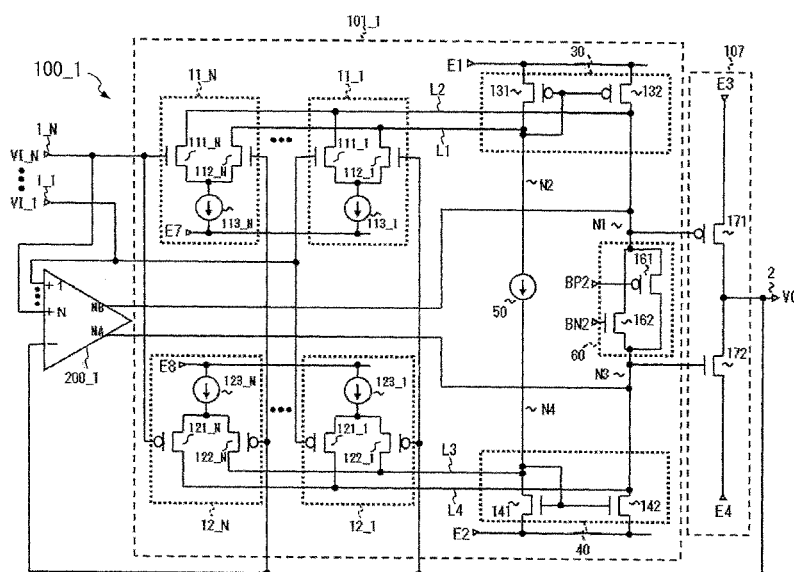 101_1
100_1
11_N
11_1
E1
30
107
131
132
E3
L2
L1
1_N
VI_N
1_1
VI_1
111_N
112_N
111_1
112_1
113_N
113_1
E7
N2
N1
171
161
BP2
BN2
162
60
50
2
VO
1
N
NB
NA
200_1
E8
123_N
123_1
172
N3
N4
121_N
122_N
121_1
122_1
L3
L4
12_N
12_1
141
142
E2
40
E4